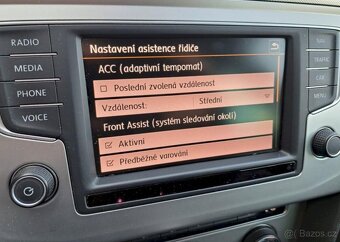 Nastavení asistence řidiče
ACC (adaptivní tempomat)
Poslední zvolená vzdálenost
Vzdálenost: Střední
Front Assist (systém sledování okolí)
Aktivní
Předběžné varování
RADIO
MEDIA
PHONE
VOICE
NAV
TRAFFIC
CAR
MENU
Bazos.cz